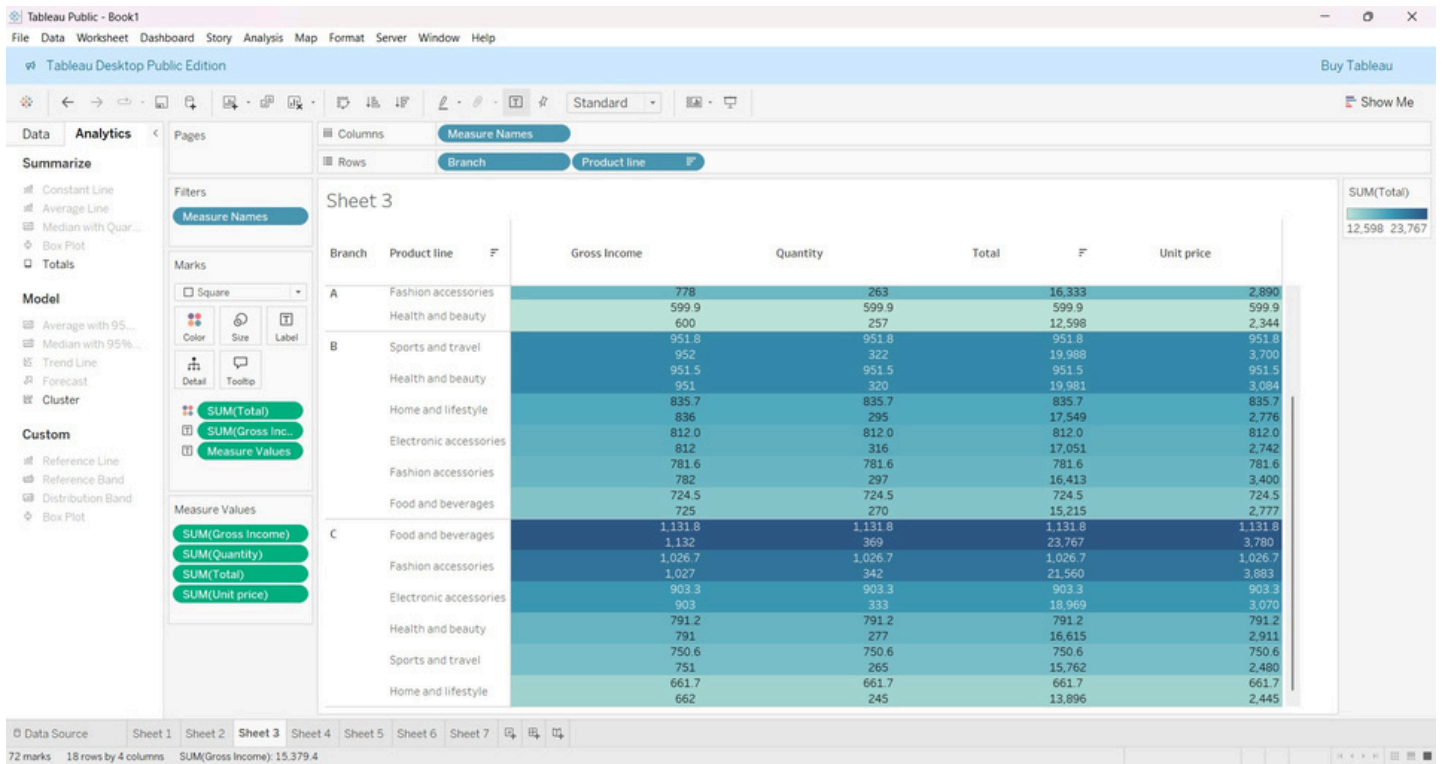 Tableau Public - Book1
File Data Worksheet Dashboard Story Analysis Map Format Server Window Help
Tableau Desktop Public Edition Buy Tableau
Standard Show Me
Data Analytics Pages Columns Measure Names
Rows Branch Product line
Summarize
Constant Line
Average Line
Median with Quar...
Box Plot
Totals
Model
Average with 95...
Median with 95%...
Trend Line
Forecast
Cluster
Custom
Reference Line
Reference Band
Distribution Band
Box Plot
Filters
Measure Names
Marks
Square
Color Size Label
Detail Tooltip
SUM(Total)
SUM(Gross Inc..
Measure Values
Measure Values
SUM(Gross Income)
SUM(Quantity)
SUM(Total)
SUM(Unit price)
Sheet 3
Branch Product line Gross Income Quantity Total Unit price
A Fashion accessories 778 263 16,333 2,890
Health and beauty 599.9 599.9 599.9 599.9
600 257 12,598 2,344
B Sports and travel 951.8 951.8 951.8 951.8
952 322 19,988 3,700
Health and beauty 951.5 951.5 951.5 951.5
951 320 19,981 3,084
Home and lifestyle 835.7 835.7 835.7 835.7
836 295 17,549 2,776
Electronic accessories 812.0 812.0 812.0 812.0
812 316 17,051 2,742
Fashion accessories 781.6 781.6 781.6 781.6
782 297 16,413 3,400
Food and beverages 724.5 724.5 724.5 724.5
725 270 15,215 2,777
C Food and beverages 1,131.8 1,131.8 1,131.8 1,131.8
1,132 369 23,767 3,780
Fashion accessories 1,026.7 1,026.7 1,026.7 1,026.7
1,027 342 21,560 3,883
Electronic accessories 903.3 903.3 903.3 903.3
903 333 18,969 3,070
Health and beauty 791.2 791.2 791.2 791.2
791 277 16,615 2,911
Sports and travel 750.6 750.6 750.6 750.6
751 265 15,762 2,480
Home and lifestyle 661.7 661.7 661.7 661.7
662 245 13,896 2,445
SUM(Total)
12,598 23,767
Data Source Sheet 1 Sheet 2 Sheet 3 Sheet 4 Sheet 5 Sheet 6 Sheet 7
72 marks 18 rows by 4 columns SUM(Gross Income): 15,379.4